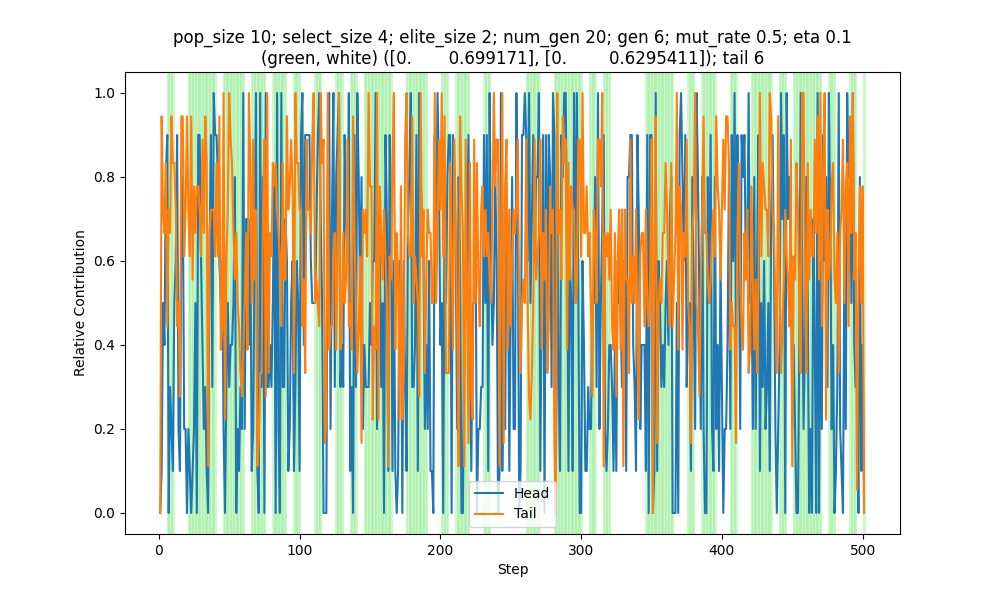 pop_size 10; select_size 4; elite_size 2; num_gen 20; gen 6; mut_rate 0.5; eta 0.1
(green, white) ([0. 0.699171], [0. 0.6295411]); tail 6
Relative Contribution
1.0
0.8
0.6
0.4
0.2
0.0
Head
Tail
0 100 200 300 400 500
Step